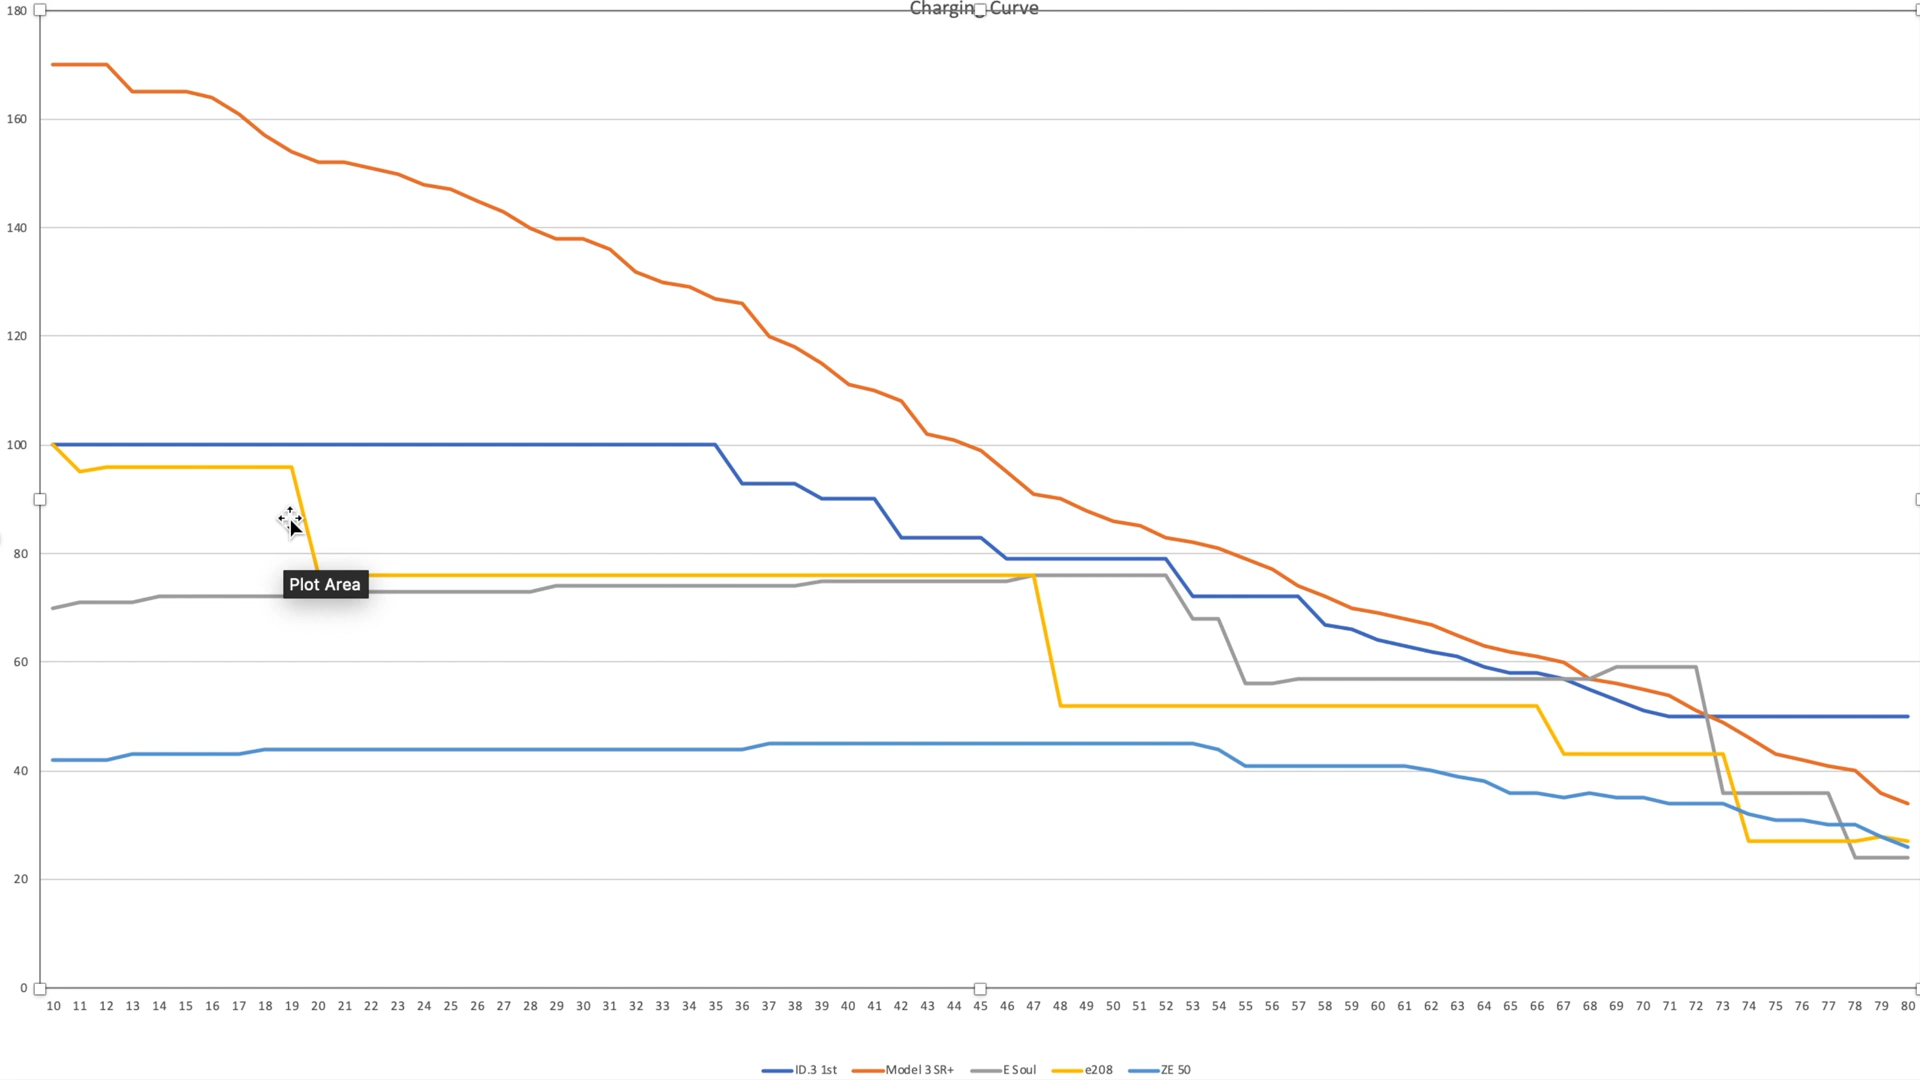 Charging Curve
180
160
140
120
100
80
60
40
20
0
Plot Area
10 11 12 13 14 15 16 17 18 19 20 21 22 23 24 25 26 27 28 29 30 31 32 33 34 35 36 37 38 39 40 41 42 43 44 45 46 47 48 49 50 51 52 53 54 55 56 57 58 59 60 61 62 63 64 65 66 67 68 69 70 71 72 73 74 75 76 77 78 79 80
ID.3 1st Model 3 SR+ E Soul e208 ZE 50